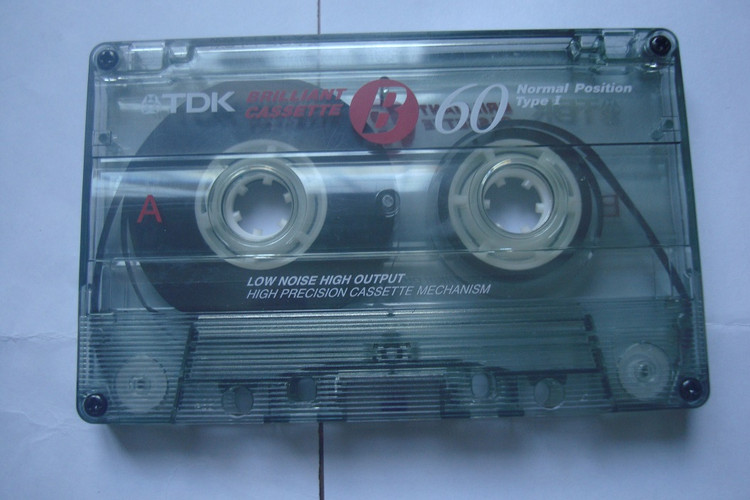 TDK BRILLIANT CASSETTE B 60 Normal Position Type I
A B
LOW NOISE HIGH OUTPUT
HIGH PRECISION CASSETTE MECHANISM